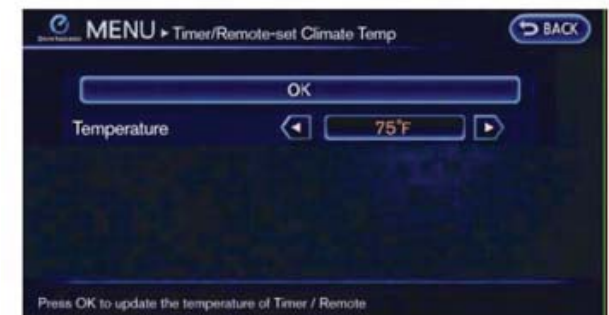 MENU ▸ Timer/Remote-set Climate Temp
BACK
OK
Temperature
75°F
Press OK to update the temperature of Timer / Remote